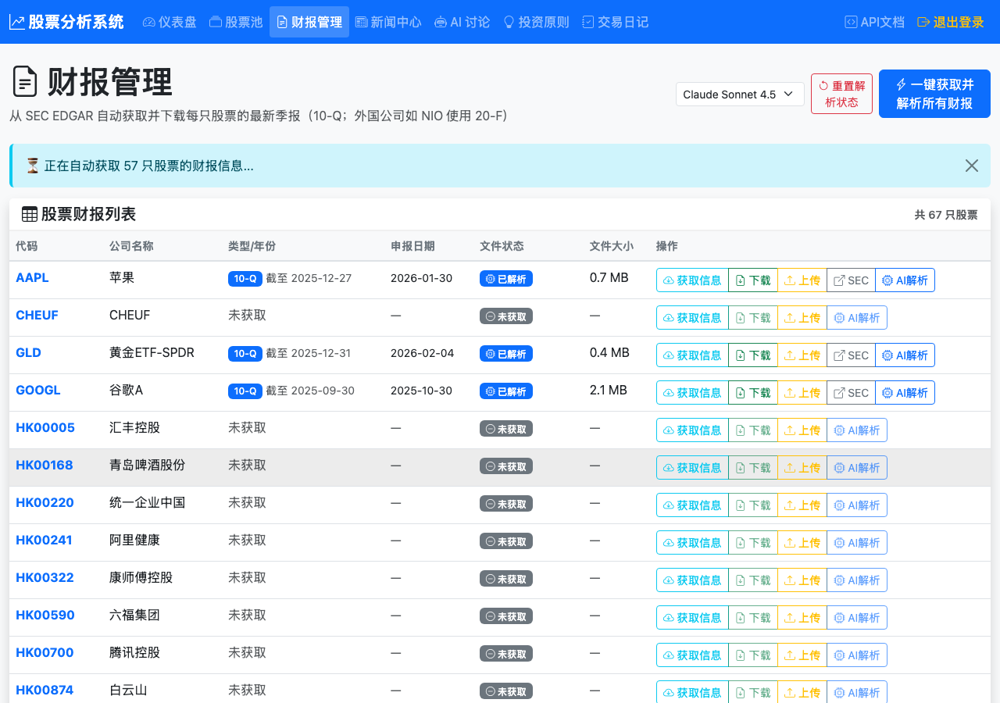 股票分析系统 仪表盘 股票池 财报管理 新闻中心 AI 讨论 投资原则 交易日记 API文档 退出登录
财报管理
从 SEC EDGAR 自动获取并下载每只股票的最新季报（10-Q；外国公司如 NIO 使用 20-F）
Claude Sonnet 4.5
重置解
析状态
一键获取并
解析所有财报
⏳ 正在自动获取 57 只股票的财报信息...
股票财报列表 共 67 只股票
代码 公司名称 类型/年份 申报日期 文件状态 文件大小 操作
AAPL 苹果 10-Q 截至 2025-12-27 2026-01-30 已解析 0.7 MB 获取信息 下载 上传 SEC AI解析
CHEUF CHEUF 未获取 — 未获取 — 获取信息 下载 上传 AI解析
GLD 黄金ETF-SPDR 10-Q 截至 2025-12-31 2026-02-04 已解析 0.4 MB 获取信息 下载 上传 SEC AI解析
GOOGL 谷歌A 10-Q 截至 2025-09-30 2025-10-30 已解析 2.1 MB 获取信息 下载 上传 SEC AI解析
HK00005 汇丰控股 未获取 — 未获取 — 获取信息 下载 上传 AI解析
HK00168 青岛啤酒股份 未获取 — 未获取 — 获取信息 下载 上传 AI解析
HK00220 统一企业中国 未获取 — 未获取 — 获取信息 下载 上传 AI解析
HK00241 阿里健康 未获取 — 未获取 — 获取信息 下载 上传 AI解析
HK00322 康师傅控股 未获取 — 未获取 — 获取信息 下载 上传 AI解析
HK00590 六福集团 未获取 — 未获取 — 获取信息 下载 上传 AI解析
HK00700 腾讯控股 未获取 — 未获取 — 获取信息 下载 上传 AI解析
HK00874 白云山 未获取 — 未获取 — 获取信息 下载 上传 AI解析